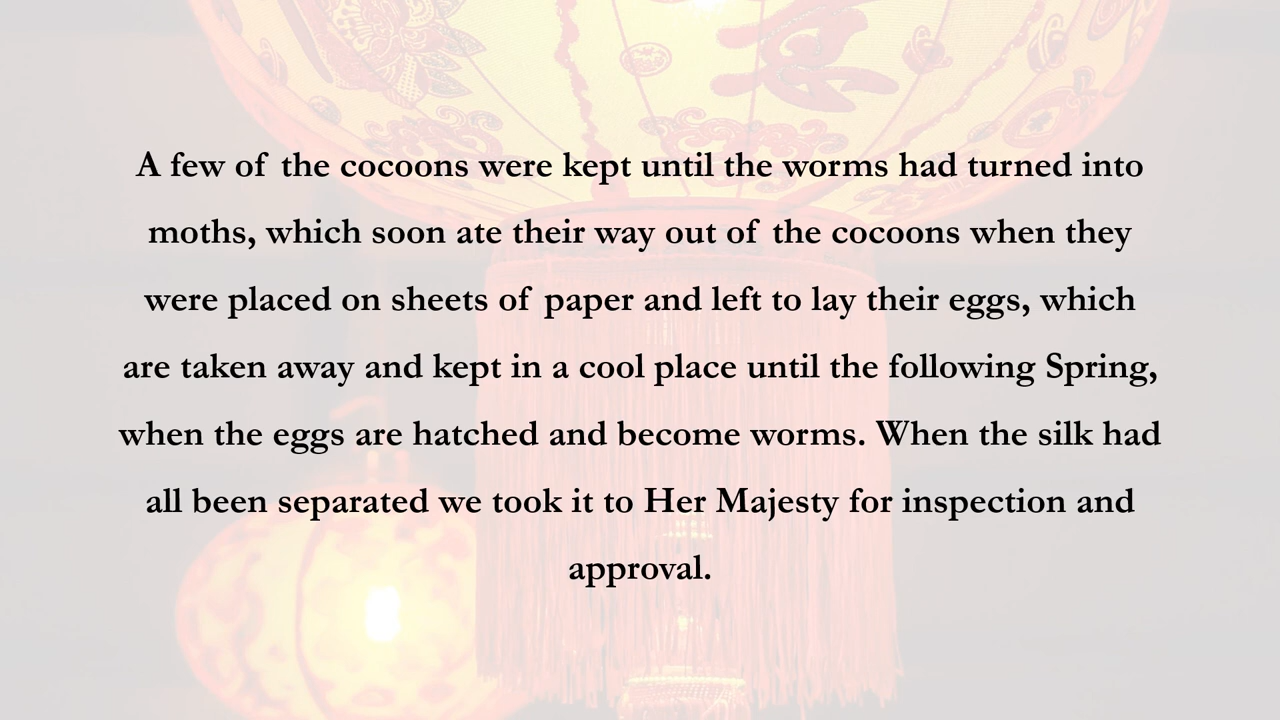 A few of the cocoons were kept until the worms had turned into
moths, which soon ate their way out of the cocoons when they
were placed on sheets of paper and left to lay their eggs, which
are taken away and kept in a cool place until the following Spring,
when the eggs are hatched and become worms. When the silk had
all been separated we took it to Her Majesty for inspection and
approval.